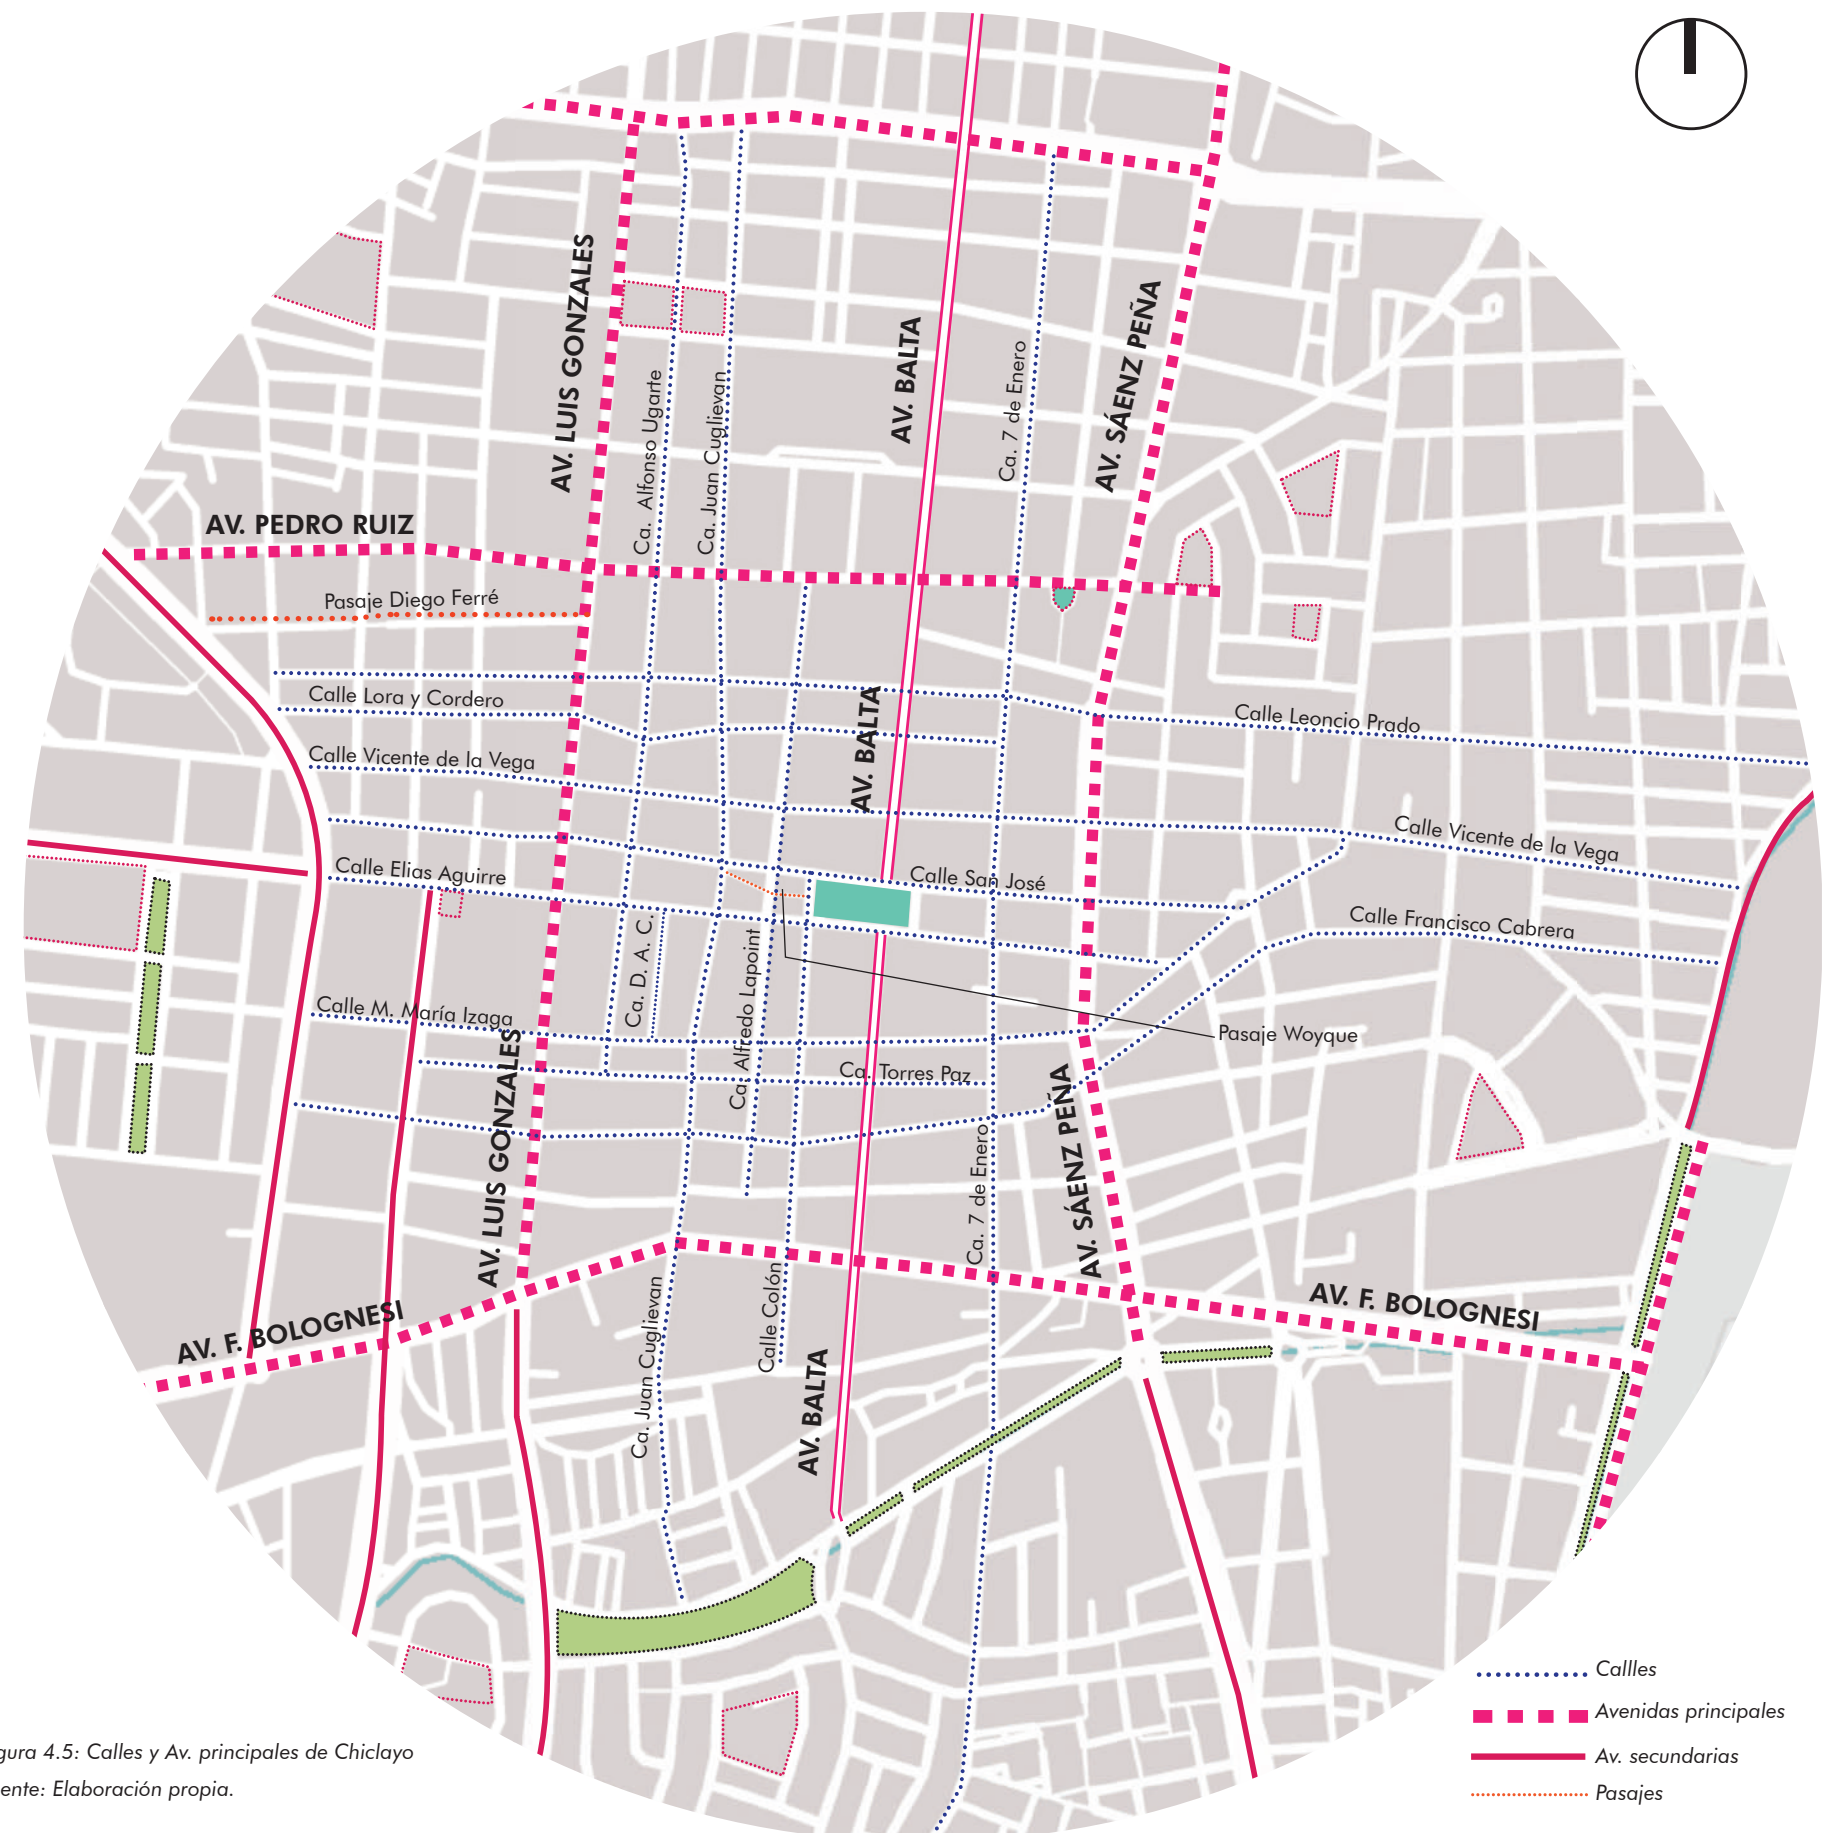 AV. LUIS GONZALES
AV. BALTA
AV. SÁENZ PEÑA
Ca. Alfonso Ugarte
Ca. Juan Cuglievan
Ca. 7 de Enero
AV. PEDRO RUIZ
Pasaje Diego Ferré
Calle Lora y Cordero
AV. BALTA
Calle Leoncio Prado
Calle Vicente de la Vega
Calle Vicente de la Vega
Calle Elias Aguirre
Calle San José
Calle Francisco Cabrera
Ca. D. A. C.
Ca. Alfredo Lapoint
Calle M. María Izaga
Pasaje Woyque
Ca. Torres Paz
AV. LUIS GONZALES
AV. SÁENZ PEÑA
Ca. 7 de Enero
AV. F. BOLOGNESI
AV. F. BOLOGNESI
Ca. Juan Cuglievan
Calle Colón
AV. BALTA
Callles
Avenidas principales
Av. secundarias
Pasajes
gura 4.5: Calles y Av. principales de Chiclayo
ente: Elaboración propia.